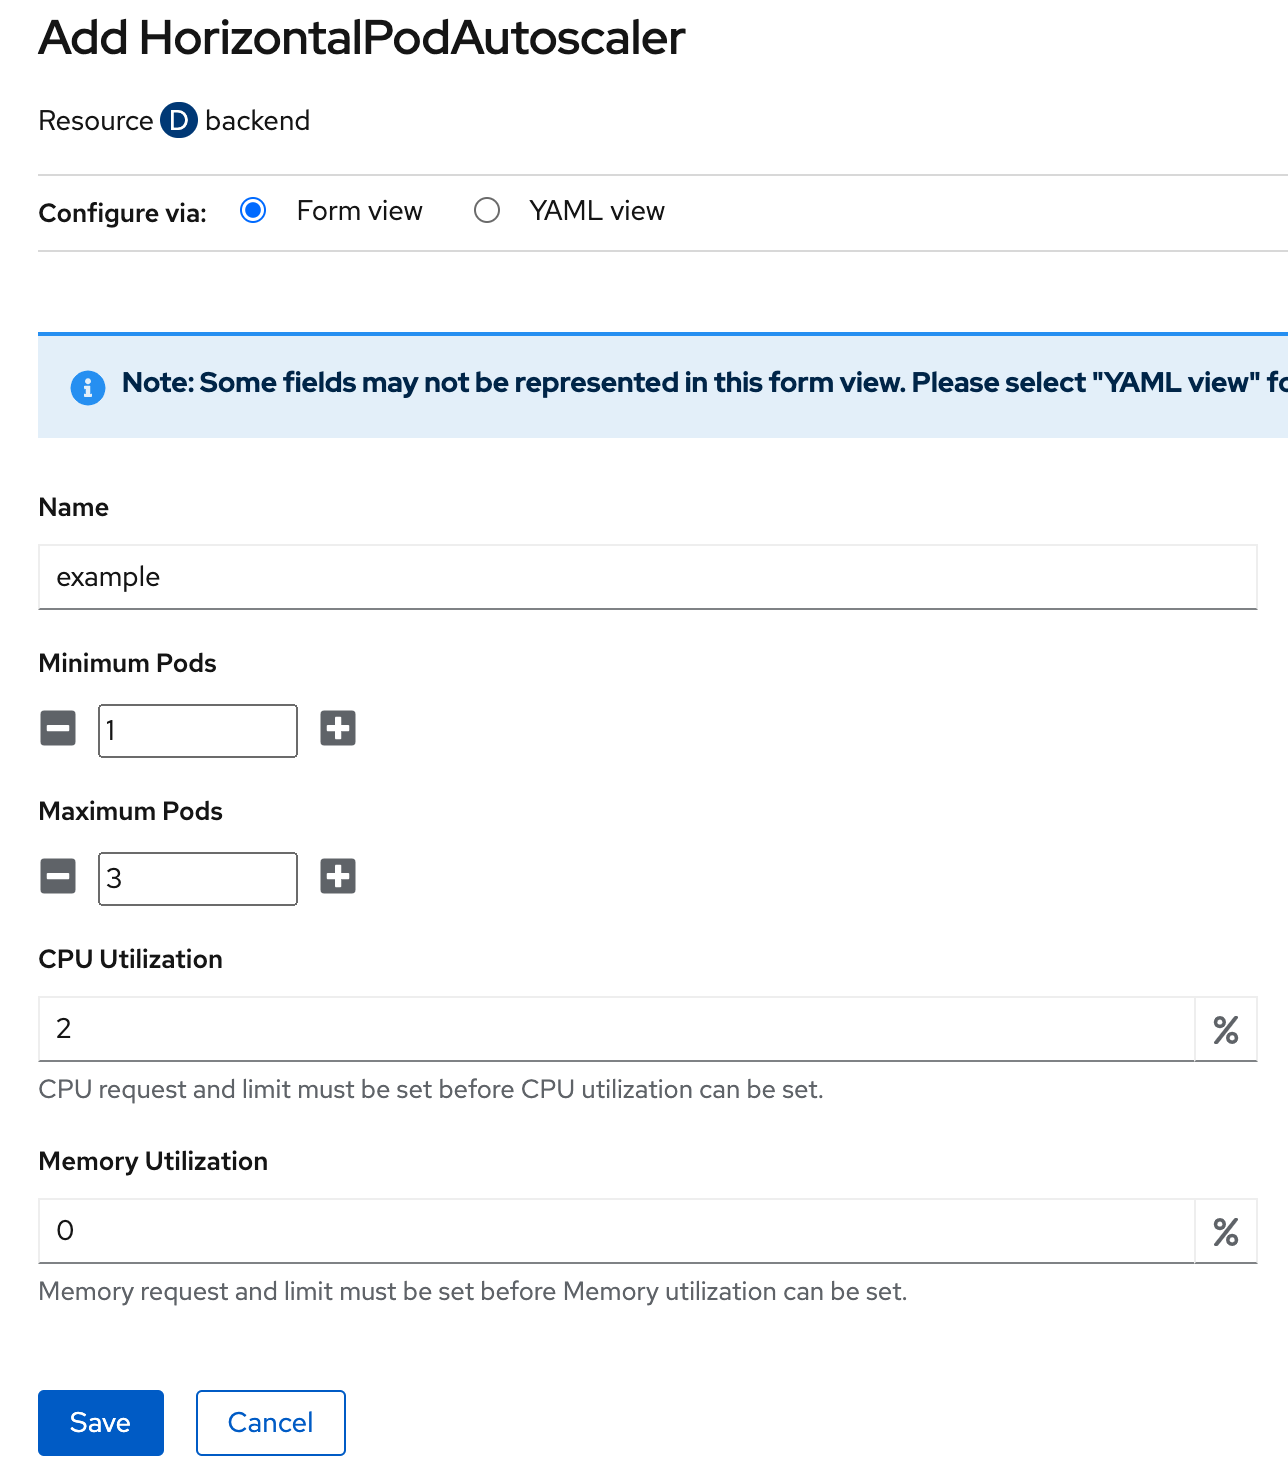 Add HorizontalPodAutoscaler
Resource D backend
Configure via: Form view YAML view
Note: Some fields may not be represented in this form view. Please select "YAML view"
Name
example
Minimum Pods
1
Maximum Pods
3
CPU Utilization
2 %
CPU request and limit must be set before CPU utilization can be set.
Memory Utilization
0 %
Memory request and limit must be set before Memory utilization can be set.
Save Cancel